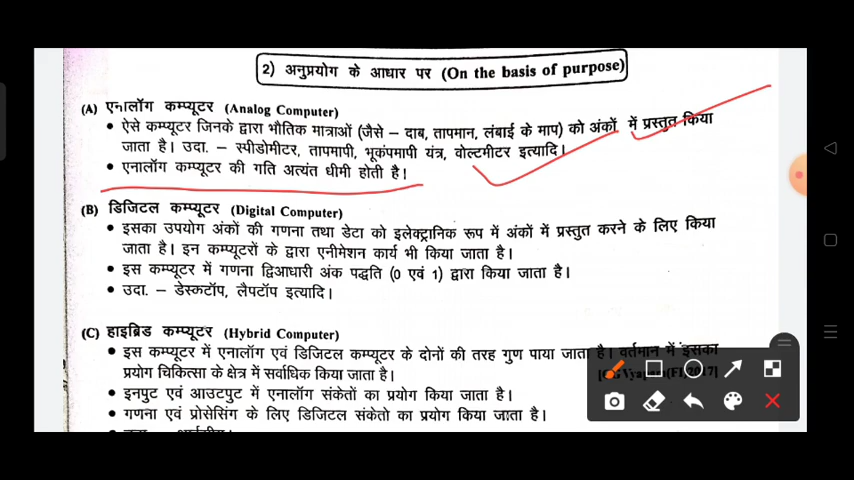 2) अनुप्रयोग के आधार पर (On the basis of purpose)
(A) एनालॉग कम्प्यूटर (Analog Computer)
• ऐसे कम्प्यूटर जिनके द्वारा भौतिक मात्राओं (जैसे – दाब, तापमान, लंबाई के माप) को अंकों में प्रस्तुत किया
जाता है। उदा. – स्पीडोमीटर, तापमापी, भूकंपमापी यंत्र, वोल्टमीटर इत्यादि।
• एनालॉग कम्प्यूटर की गति अत्यंत धीमी होती है!
(B) डिजिटल कम्प्यूटर (Digital Computer)
• इसका उपयोग अंकों की गणना तथा डेटा को इलेक्ट्रानिक रूप में अंकों में प्रस्तुत करने के लिए किया
जाता है। इन कम्प्यूटरों के द्वारा एनीमेशन कार्य भी किया जाता है।
• इस कम्प्यूटर में गणना द्विआधारी अंक पद्धति (0 एवं 1) द्वारा किया जाता है।
• उदा. – डेस्कटॉप, लैपटॉप इत्यादि।
(C) हाइब्रिड कम्प्यूटर (Hybrid Computer)
• इस कम्प्यूटर में एनालॉग एवं डिजिटल कम्प्यूटर के दोनों की तरह गुण पाया जाता है। वर्तमान में इसका
प्रयोग चिकित्सा के क्षेत्र में सर्वाधिक किया जाता है।
• इनपुट एवं आउटपुट में एनालॉग संकेतों का प्रयोग किया जाता है।
• गणना एवं प्रोसेसिंग के लिए डिजिटल संकेतो का प्रयोग किया जाता है।